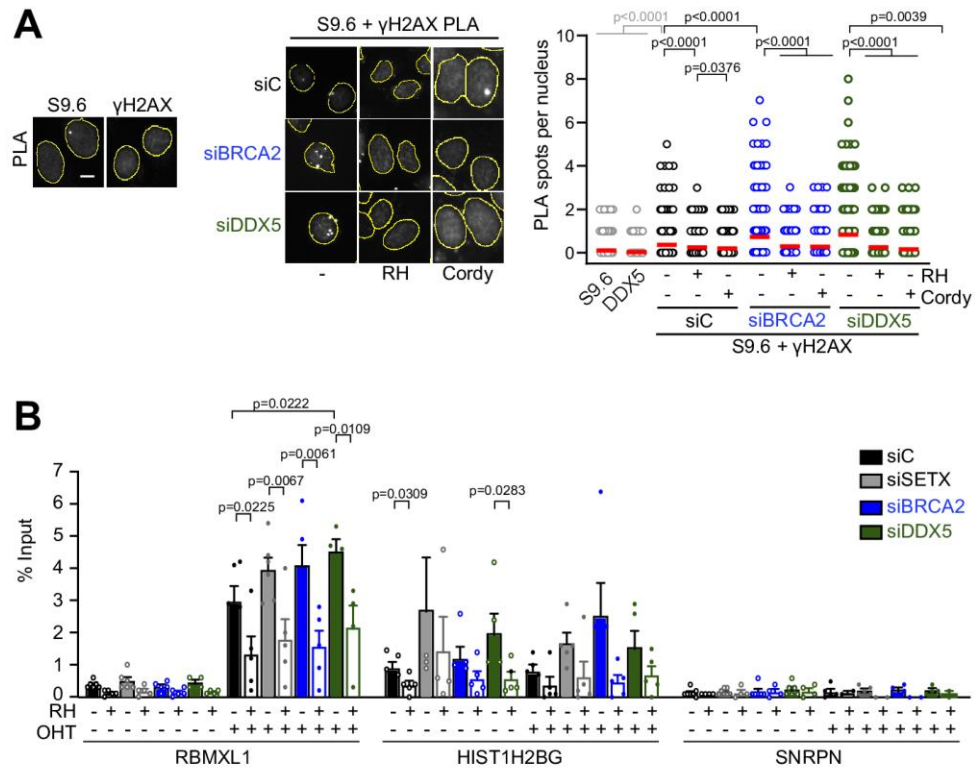 A
S9.6 + γH2AX PLA
S9.6 γH2AX
PLA
siC
siBRCA2
siDDX5
- RH Cordy
p<0.0001 p<0.0001 p=0.0039
p<0.0001 p<0.0001 p<0.0001
p=0.0376
PLA spots per nucleus
10
8
6
4
2
0
S9.6 DDX5
- + - - + - - + - RH
- - + - - + - - + Cordy
siC siBRCA2 siDDX5
S9.6 + γH2AX
B
p=0.0222
p=0.0109
p=0.0061
p=0.0067
p=0.0225
p=0.0309 p=0.0283
siC
siSETX
siBRCA2
siDDX5
% Input
7
6
5
4
3
2
1
0
RH - + - + - + - + - + - + - + - + - + - + - + - + - + - + - + - + - + - + - + - + - + - + - + - +
OHT - - - - - - - - + + + + + + + + - - - - - - - - + + + + + + + + - - - - - - - - + + + + + + + +
RBMXL1 HIST1H2BG SNRPN